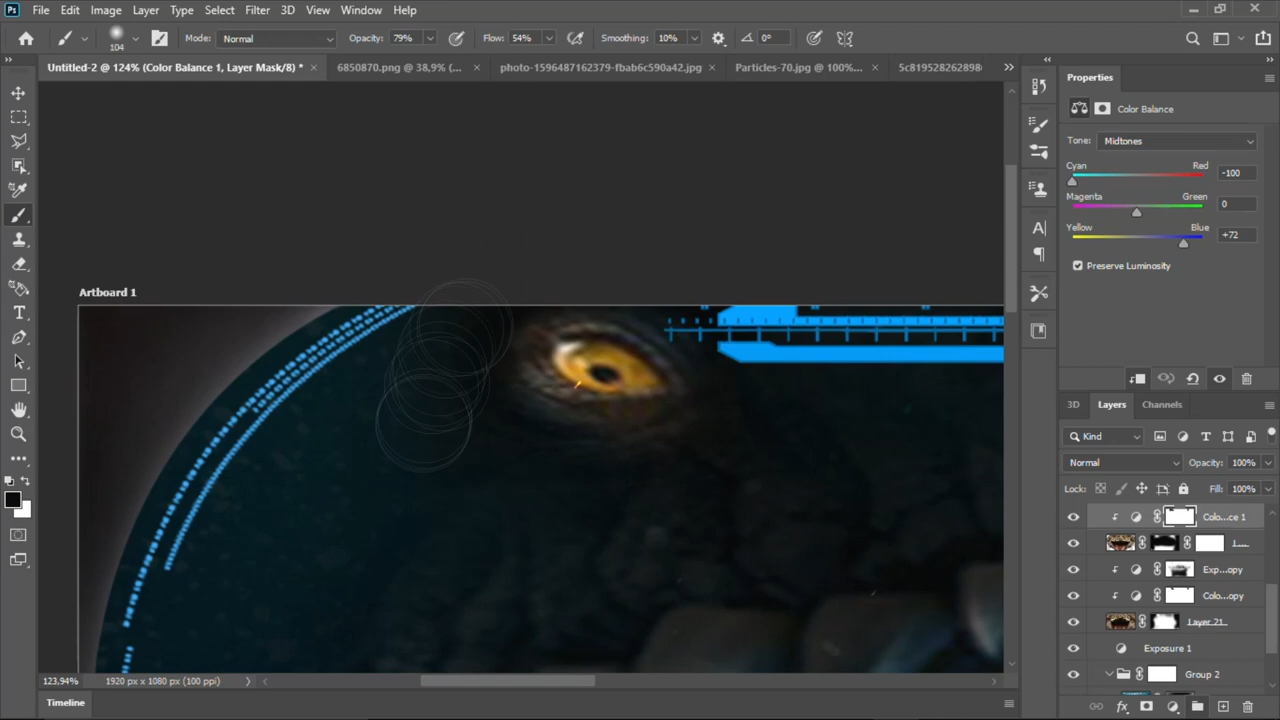 Ps File Edit Image Layer Type Select Filter 3D View Window Help
104 Mode: Normal Opacity: 79% Flow: 54% Smoothing: 10% 0°
Untitled-2 @ 124% (Color Balance 1, Layer Mask/8) * × 6850870.png @ 38,9% (... × photo-1596487162379-fbab6c590a42.jpg × Particles-70.jpg @ 100%... × 5c819528262898
Properties
Color Balance
Tone: Midtones
Cyan Red -100
Magenta Green 0
Yellow Blue +72
Preserve Luminosity
Artboard 1
3D Layers Channels
Kind
Normal Opacity: 100%
Lock: Fill: 100%
Colo...ce 1
L...
Exp...opy
Colo...opy
Layer 21
Exposure 1
Group 2
123,94% 1920 px x 1080 px (100 ppi)
Timeline